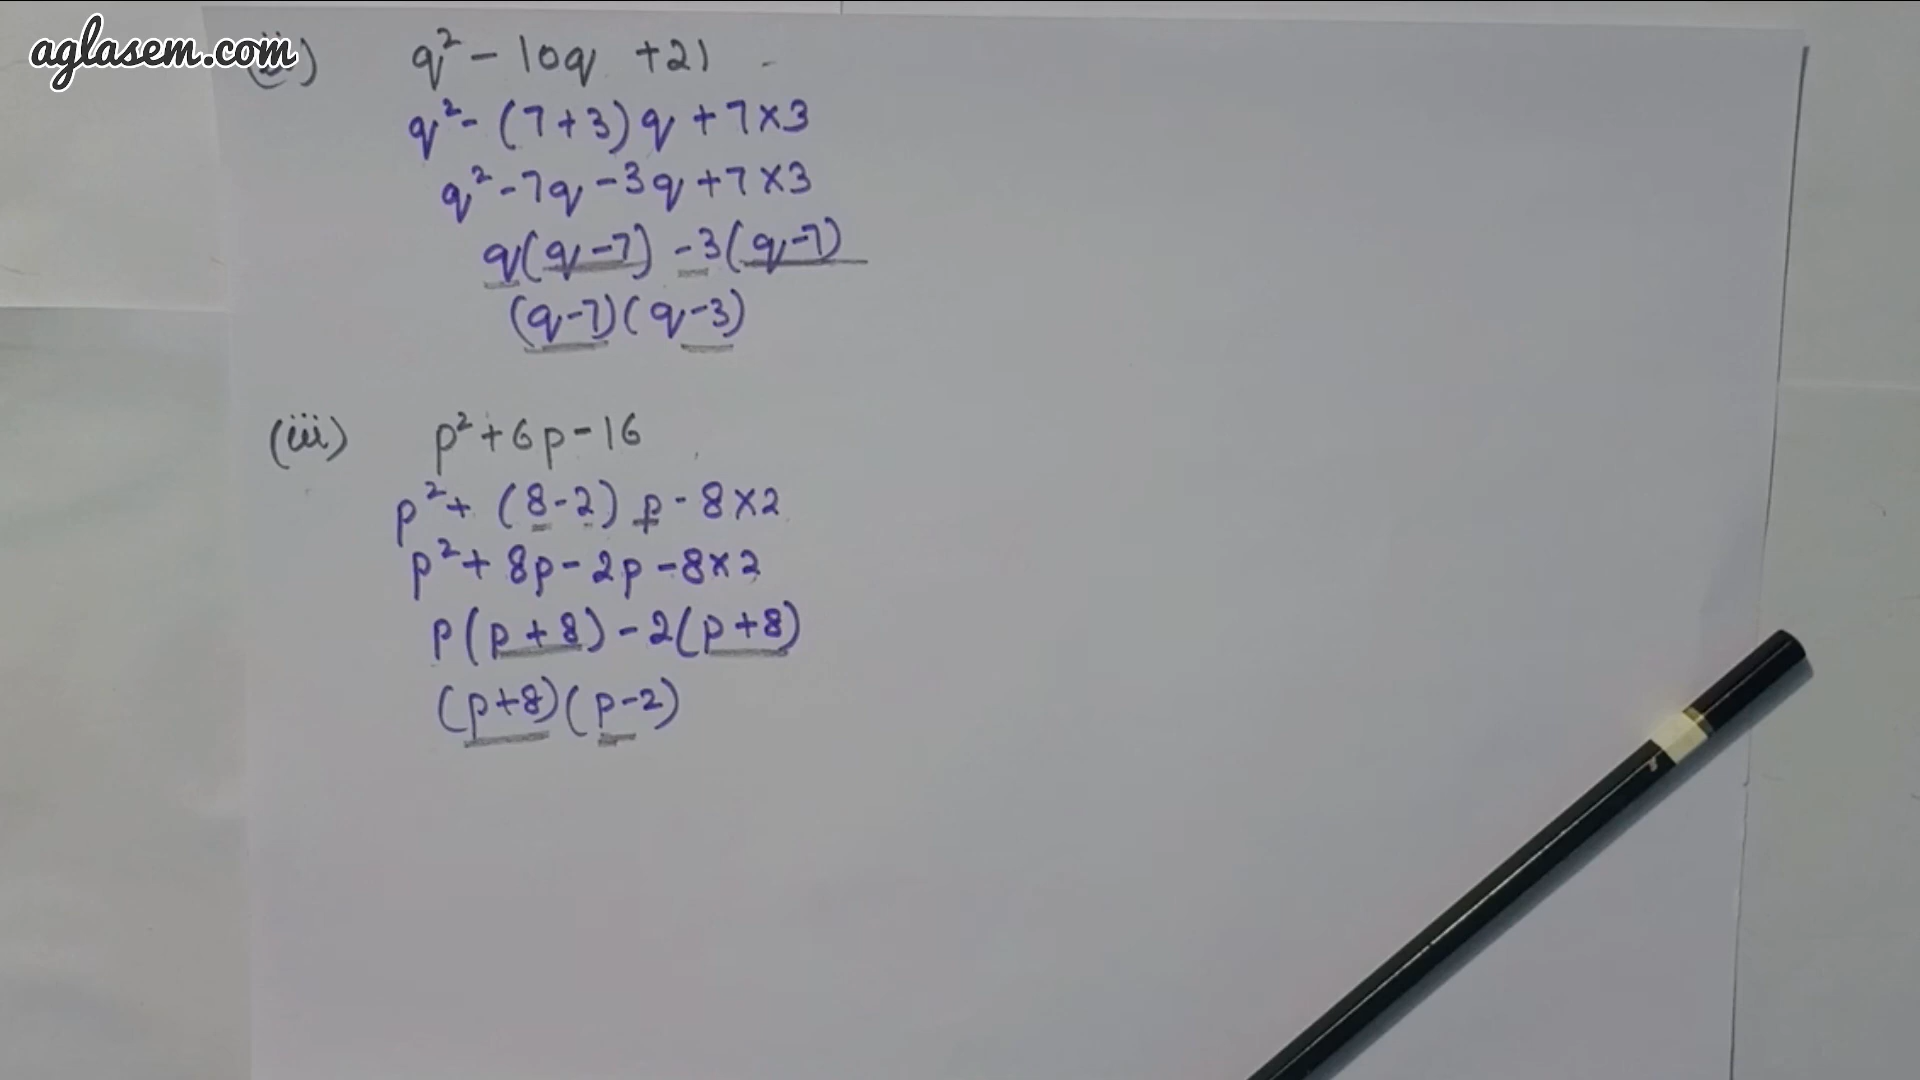 aglasem.com
(ii) q² - 10q + 21
q² - (7+3)q + 7×3
q² - 7q - 3q + 7×3
q(q-7) -3(q-7)
(q-7)(q-3)
(iii) p² + 6p - 16
p² + (8-2)p - 8×2
p² + 8p - 2p - 8×2
p(p+8) - 2(p+8)
(p+8)(p-2)